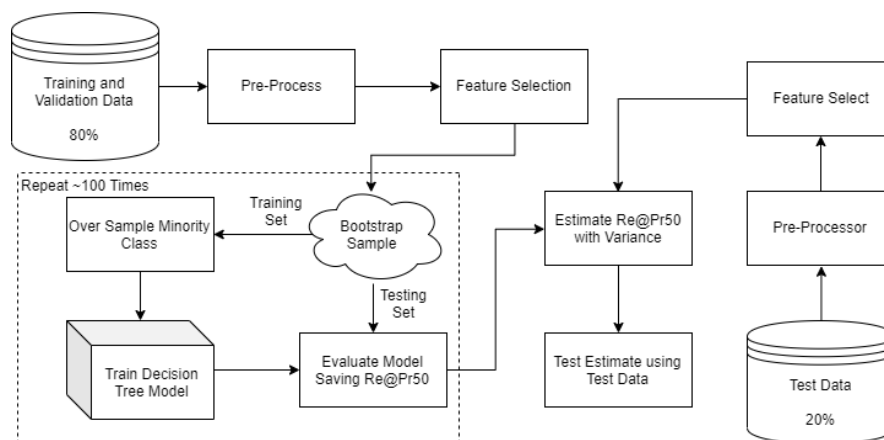 Training and
Validation Data
80%
Pre-Process
Feature Selection
Feature Select
Repeat ~100 Times
Over Sample Minority
Class
Training
Set
Bootstrap
Sample
Estimate Re@Pr50
with Variance
Pre-Processor
Testing
Set
Train Decision
Tree Model
Evaluate Model
Saving Re@Pr50
Test Estimate using
Test Data
Test Data
20%